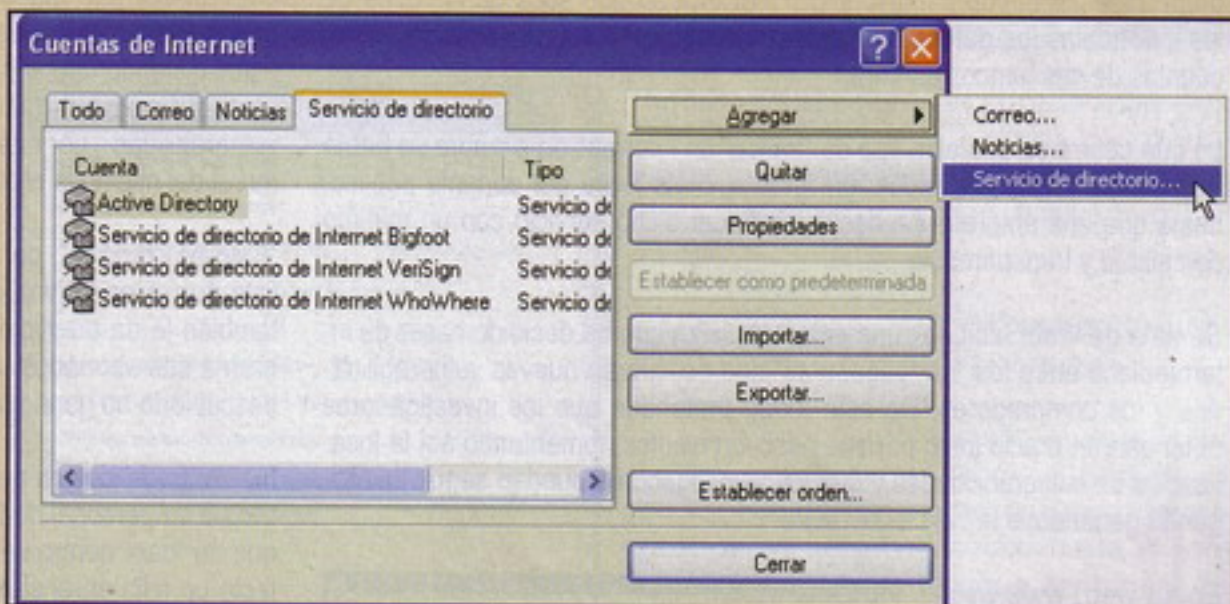 Cuentas de Internet
Todo Correo Noticias Servicio de directorio
Cuenta Tipo
Active Directory Servicio de
Servicio de directorio de Internet Bigfoot Servicio de
Servicio de directorio de Internet VeriSign Servicio de
Servicio de directorio de Internet WhoWhere Servicio de
Agregar
Quitar
Propiedades
Establecer como predeterminada
Importar...
Exportar...
Establecer orden...
Cerrar
Correo...
Noticias...
Servicio de directorio...